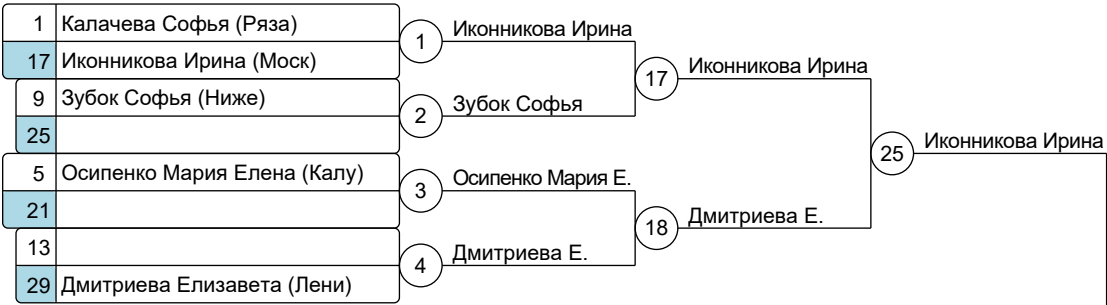 1 Калачева Софья (Ряза)
17 Иконникова Ирина (Моск)
9 Зубок Софья (Ниже)
25
5 Осипенко Мария Елена (Калу)
21
13
29 Дмитриева Елизавета (Лени)
1 Иконникова Ирина
2 Зубок Софья
3 Осипенко Мария Е.
4 Дмитриева Е.
17 Иконникова Ирина
18 Дмитриева Е.
25 Иконникова Ирина